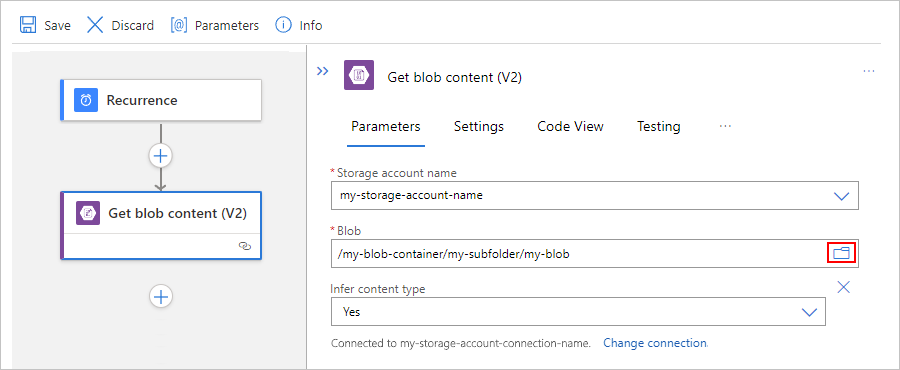 Save Discard [@] Parameters Info
Recurrence
Get blob content (V2)
Get blob content (V2)
Parameters Settings Code View Testing ...
* Storage account name
my-storage-account-name
* Blob
/my-blob-container/my-subfolder/my-blob
Infer content type
Yes
Connected to my-storage-account-connection-name. Change connection